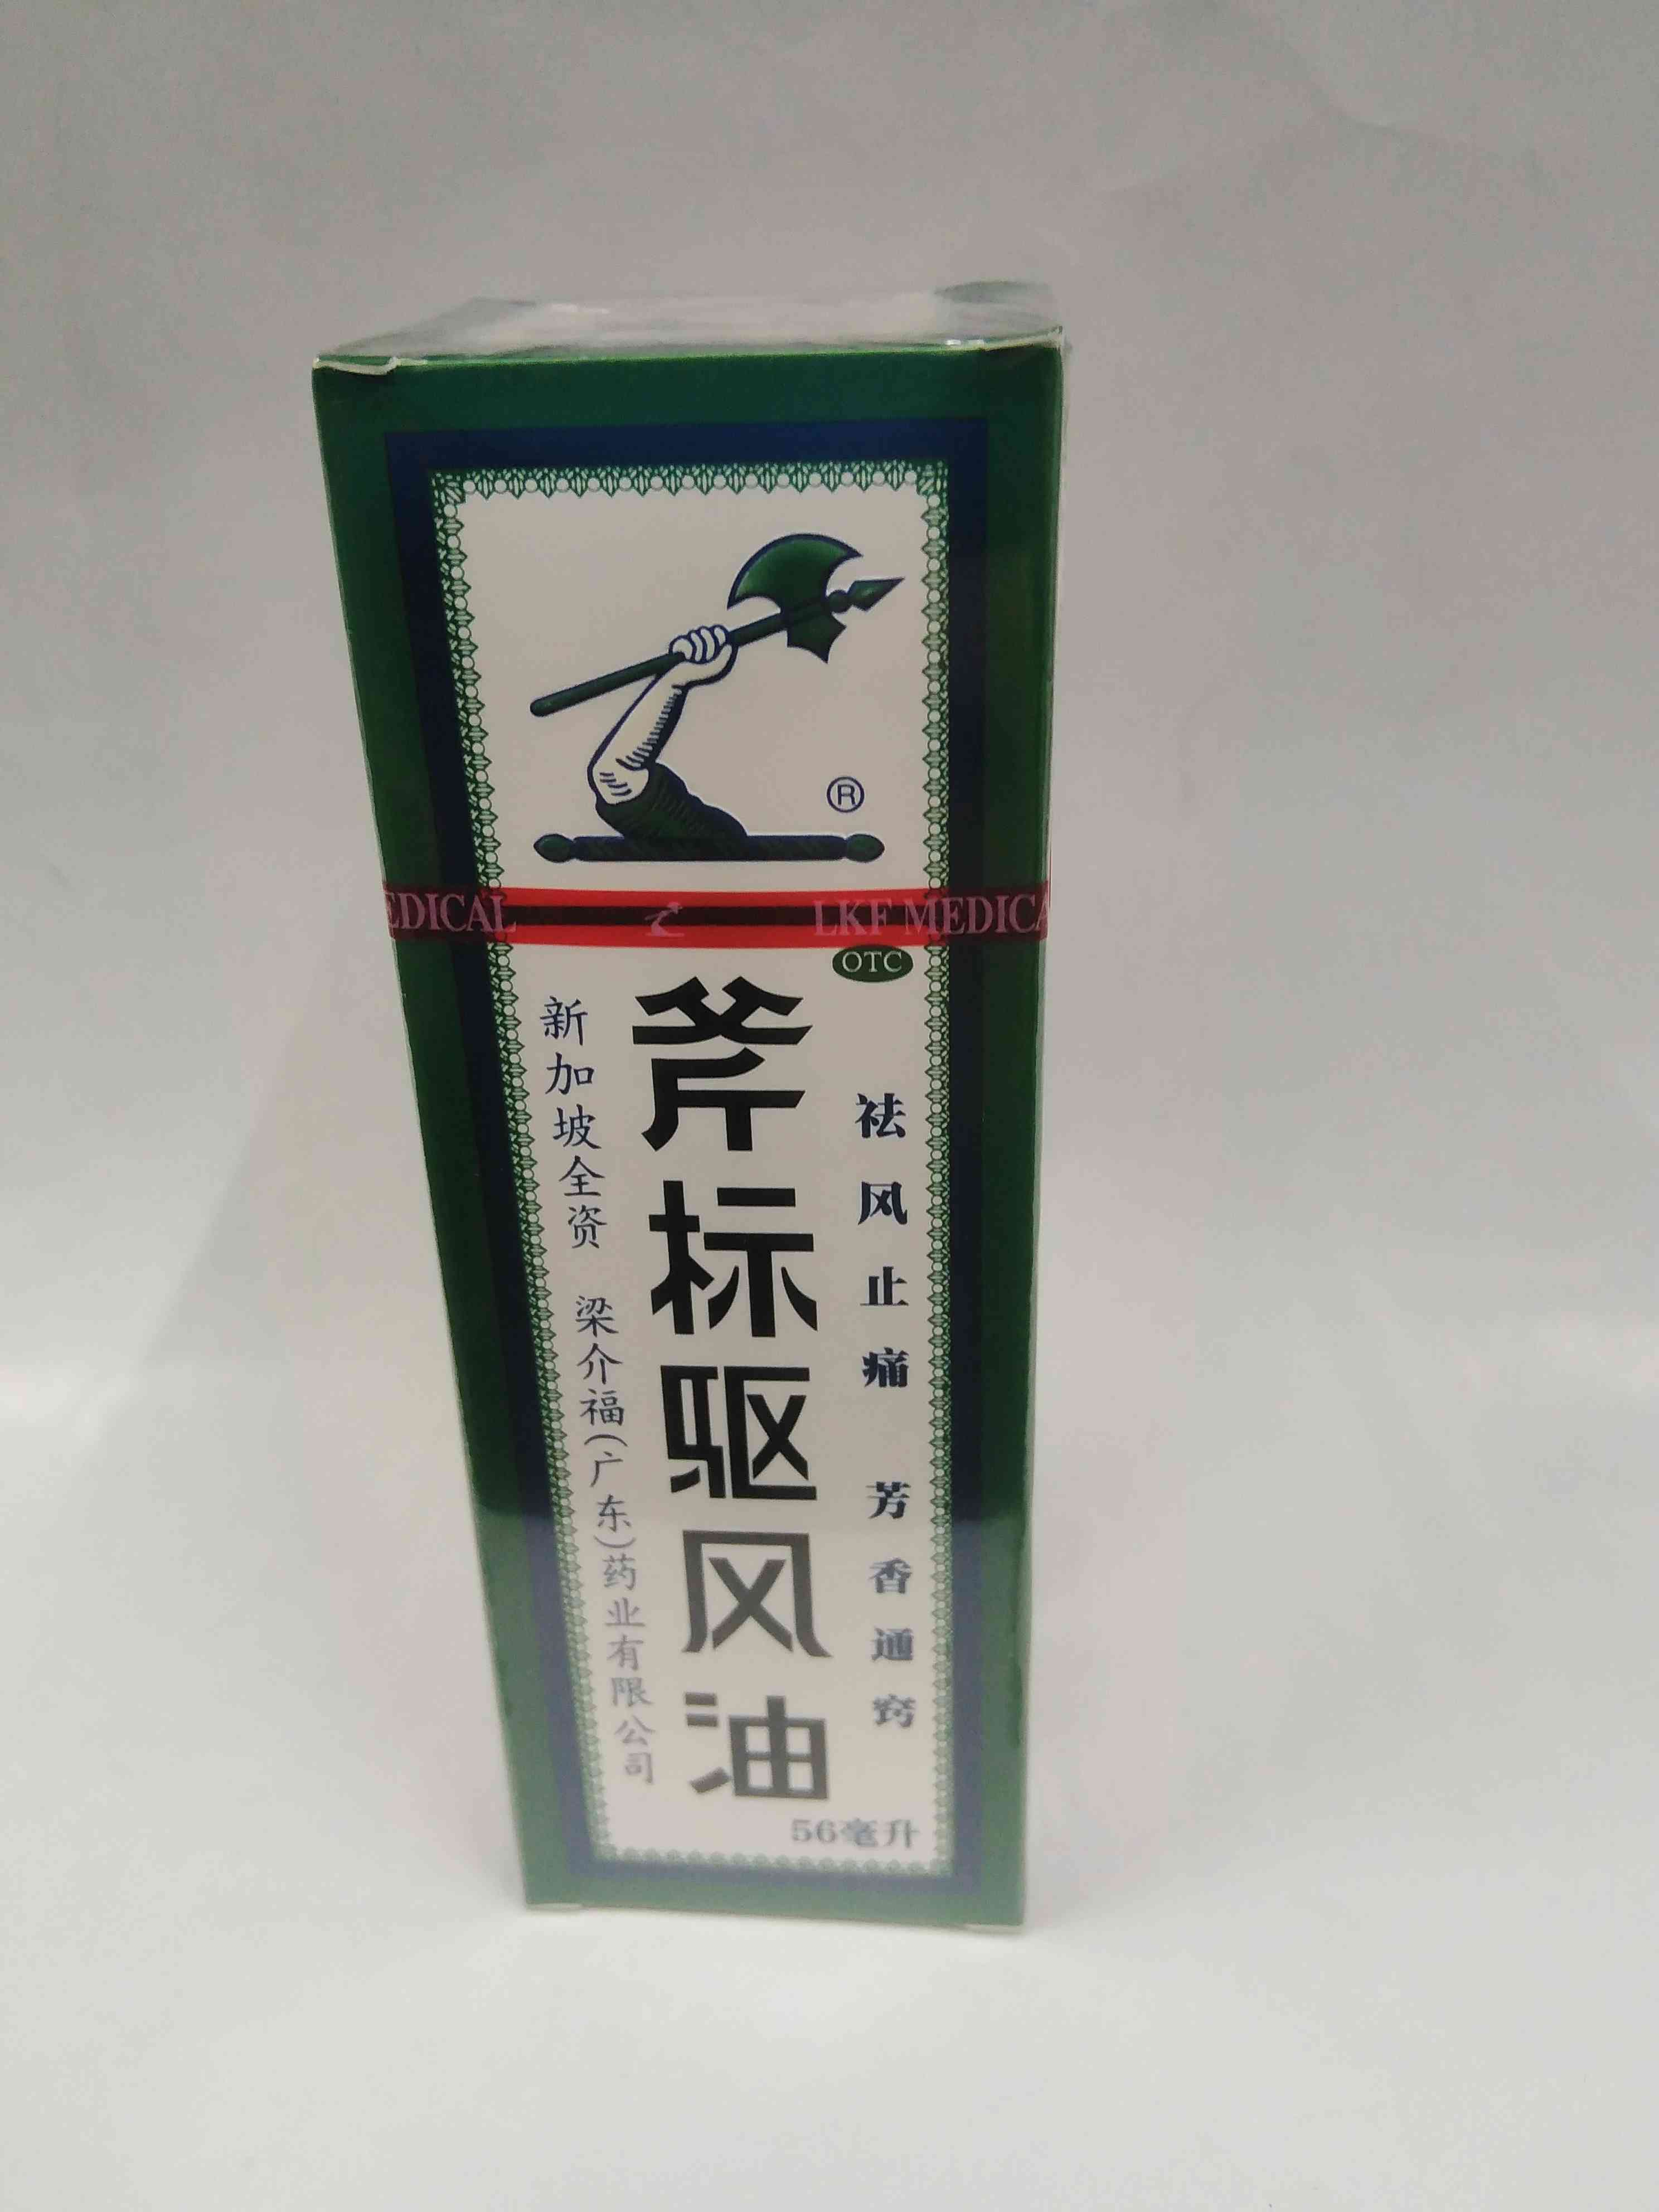 ®
EDICAL LKF MEDICA
OTC
祛风止痛 芳香通窍
斧标驱风油
新加坡全资 梁介福(广东)药业有限公司
56毫升